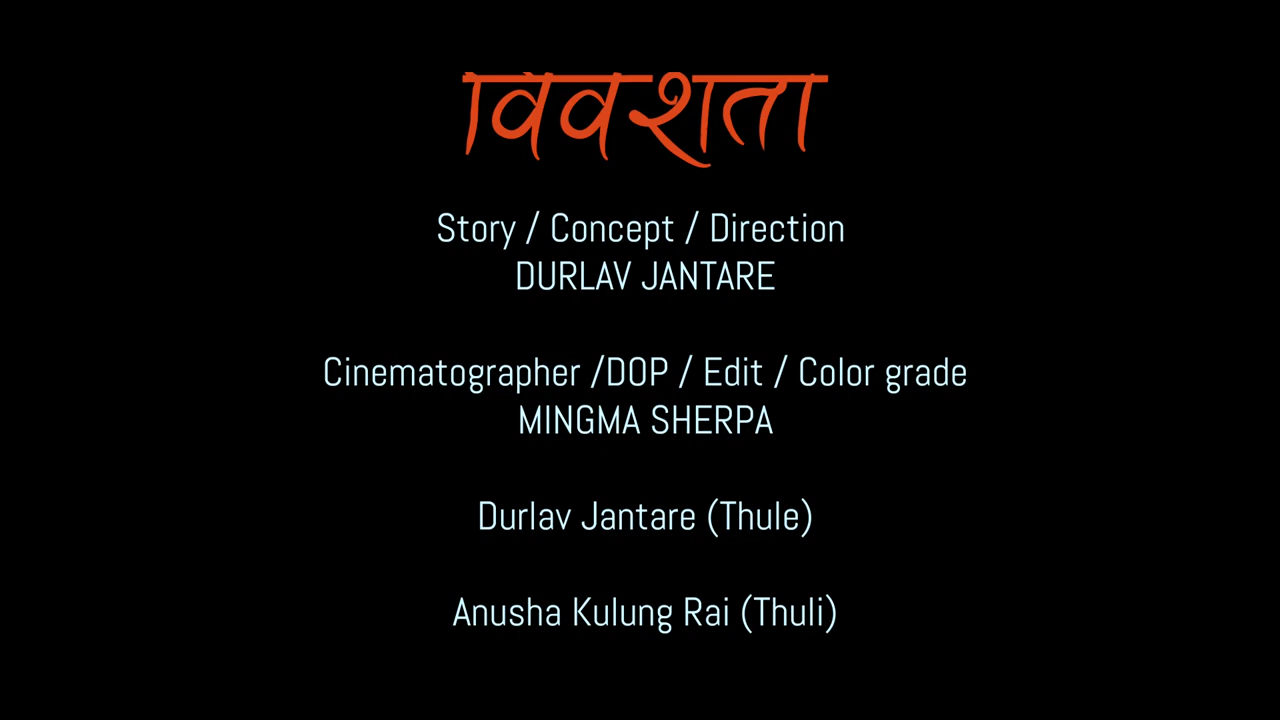 विवशता
Story / Concept / Direction
DURLAV JANTARE
Cinematographer /DOP / Edit / Color grade
MINGMA SHERPA
Durlav Jantare (Thule)
Anusha Kulung Rai (Thuli)